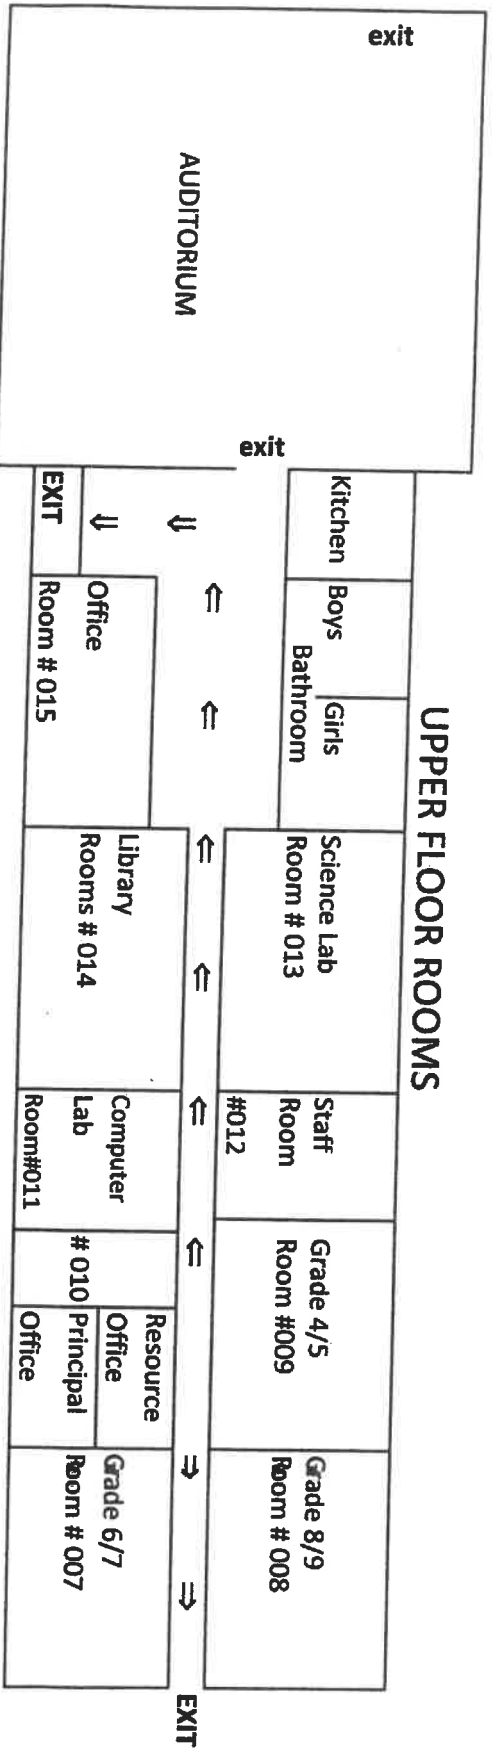 UPPER FLOOR ROOMS
exit
AUDITORIUM
exit
Kitchen
Boys
Girls
Bathroom
Science Lab
Room # 013
Staff
Room
#012
Grade 4/5
Room #009
Grade 8/9
Room # 008
⇐
⇐
⇐
⇐
⇐
⇐
⇓
⇓
⇒
⇒
EXIT
EXIT
Office
Room # 015
Library
Rooms # 014
Computer
Lab
Room#011
# 010
Resource
Office
Principal
Office
Grade 6/7
Room # 007